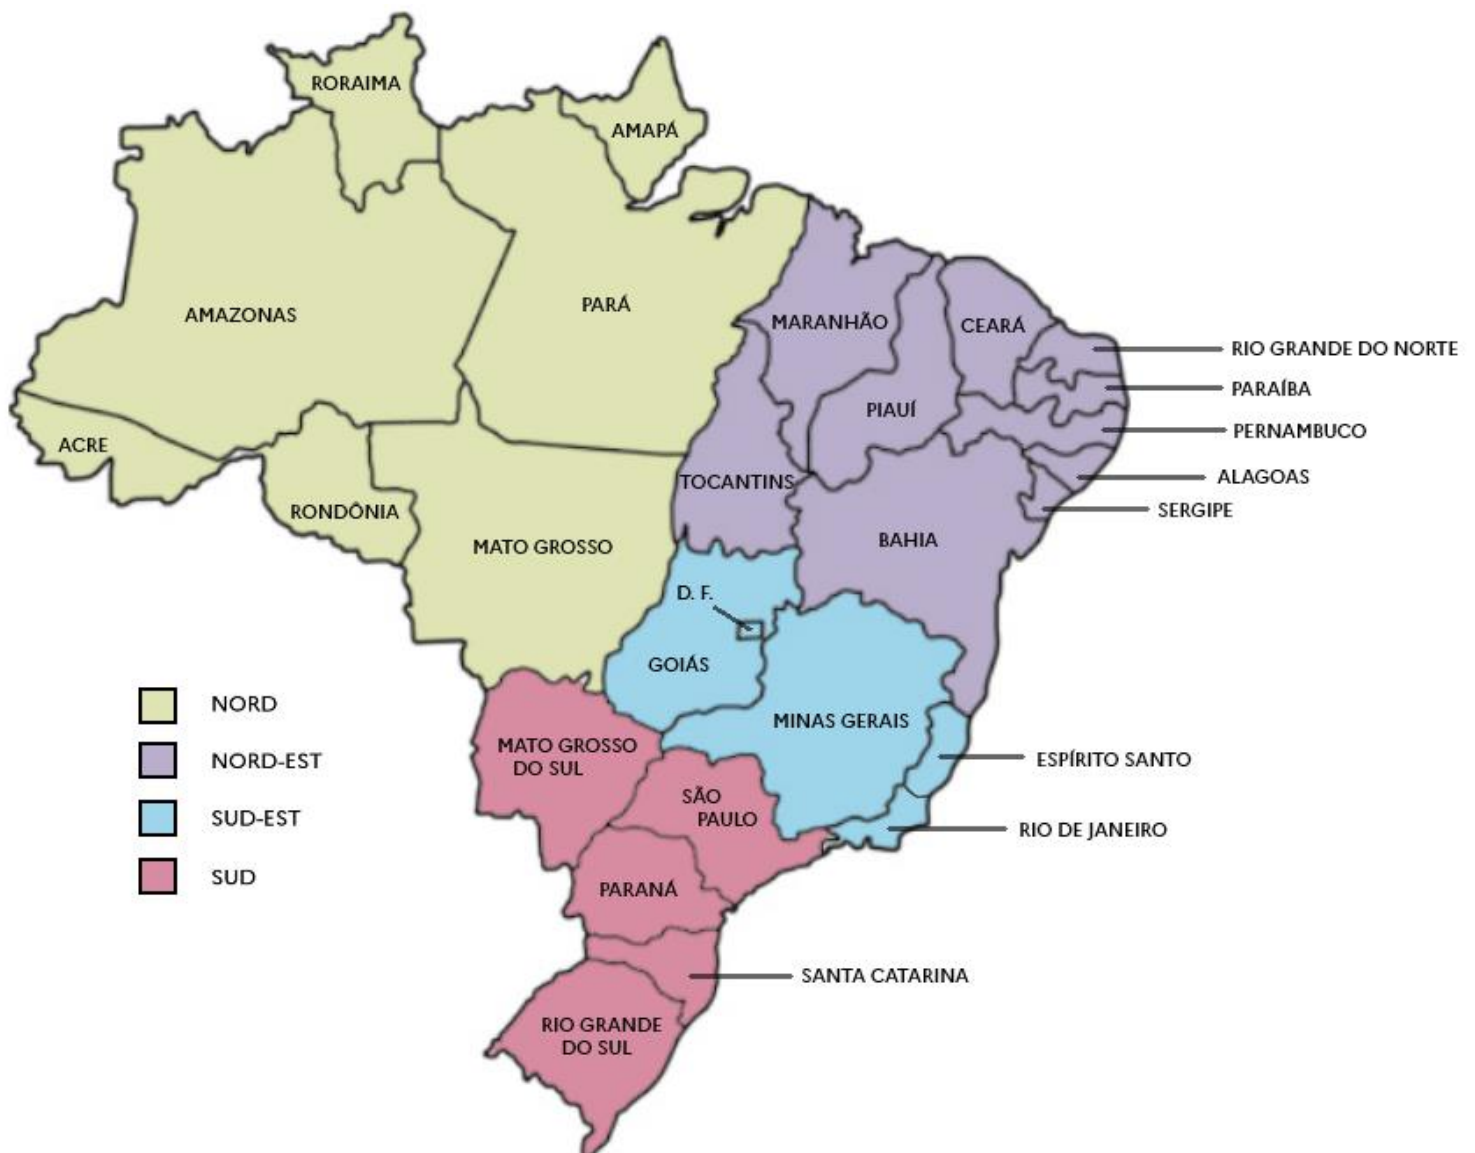 RORAIMA
AMAPÁ
AMAZONAS
PARÁ
MARANHÃO
CEARÁ
RIO GRANDE DO NORTE
PARAÍBA
PIAUÍ
PERNAMBUCO
ACRE
ALAGOAS
TOCANTINS
SERGIPE
RONDÔNIA
BAHIA
MATO GROSSO
D. F.
GOIÁS
NORD
MINAS GERAIS
MATO GROSSO
DO SUL
NORD-EST
ESPÍRITO SANTO
SÃO
PAULO
SUD-EST
RIO DE JANEIRO
SUD
PARANÁ
SANTA CATARINA
RIO GRANDE
DO SUL